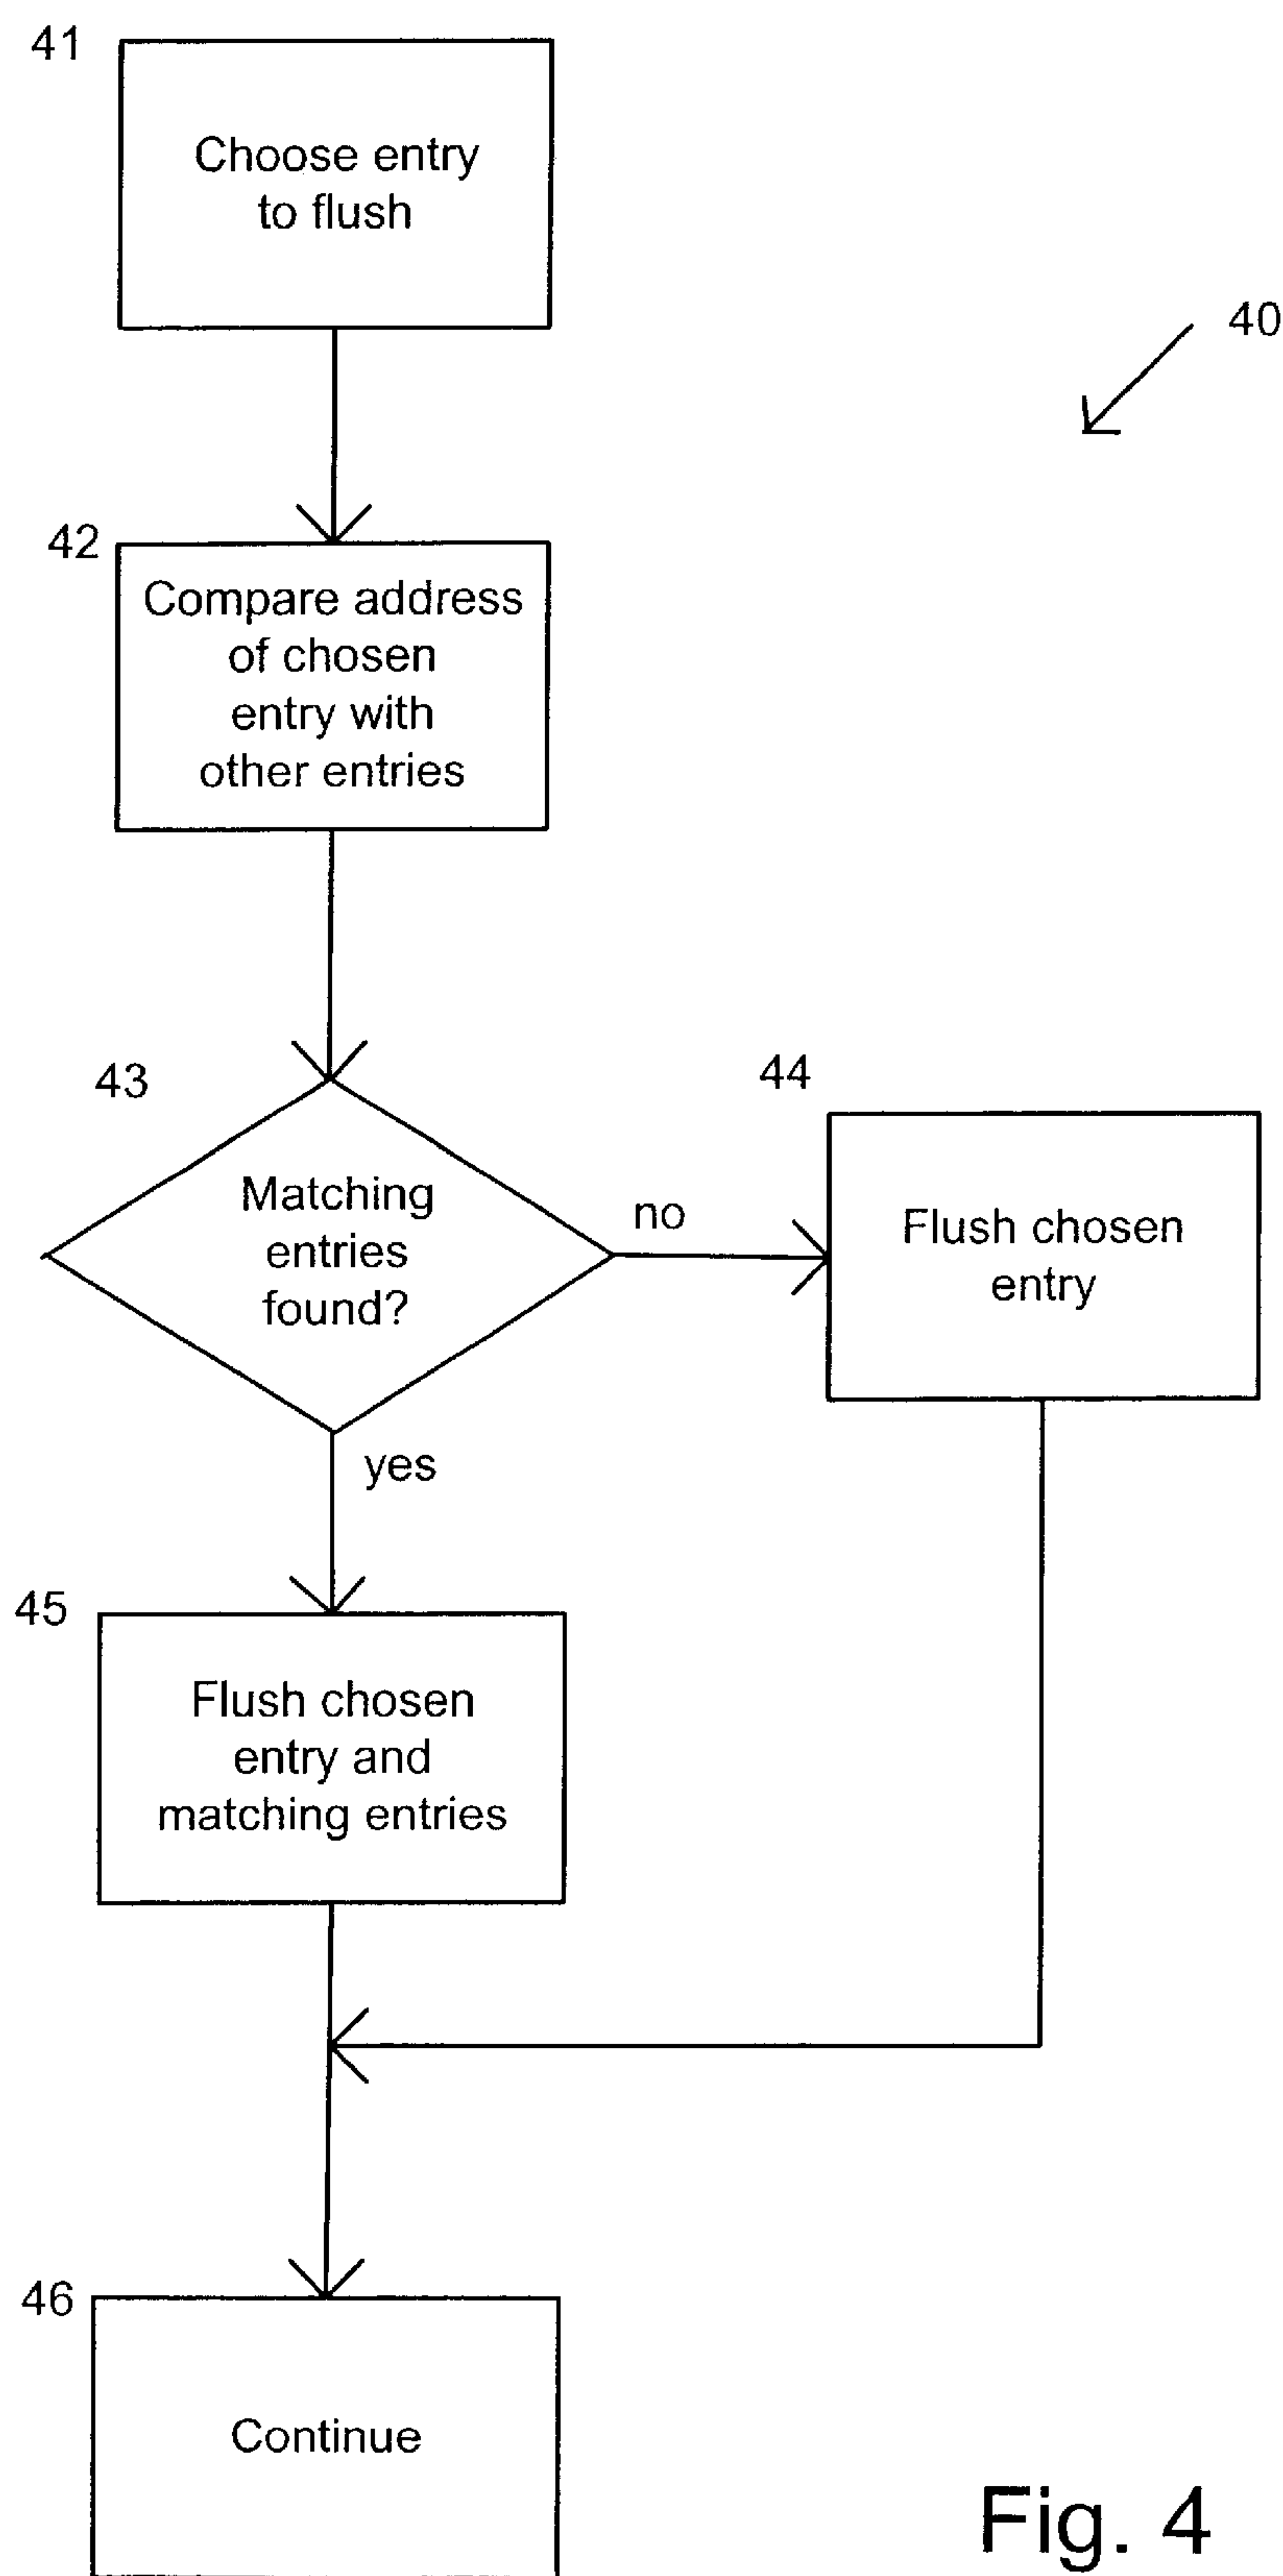 41
Choose entry
to flush
40
42
Compare address
of chosen
entry with
other entries
43
Matching
entries
found?
no
44
Flush chosen
entry
yes
45
Flush chosen
entry and
matching entries
46
Continue
Fig. 4